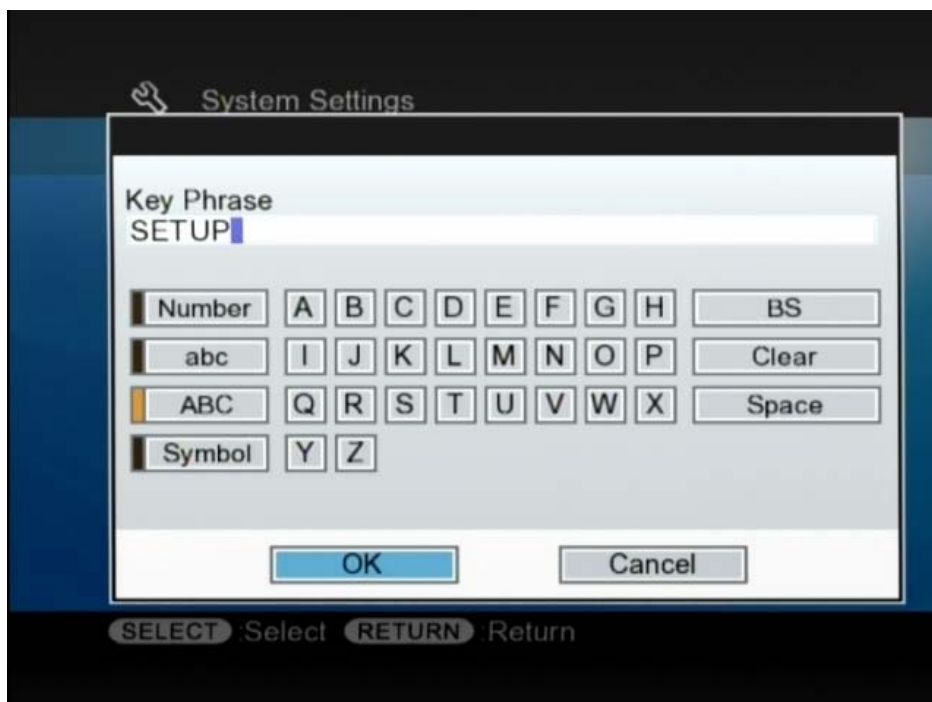 System Settings
Key Phrase
SETUP
Number A B C D E F G H BS
abc I J K L M N O P Clear
ABC Q R S T U V W X Space
Symbol Y Z
OK Cancel
SELECT :Select RETURN :Return